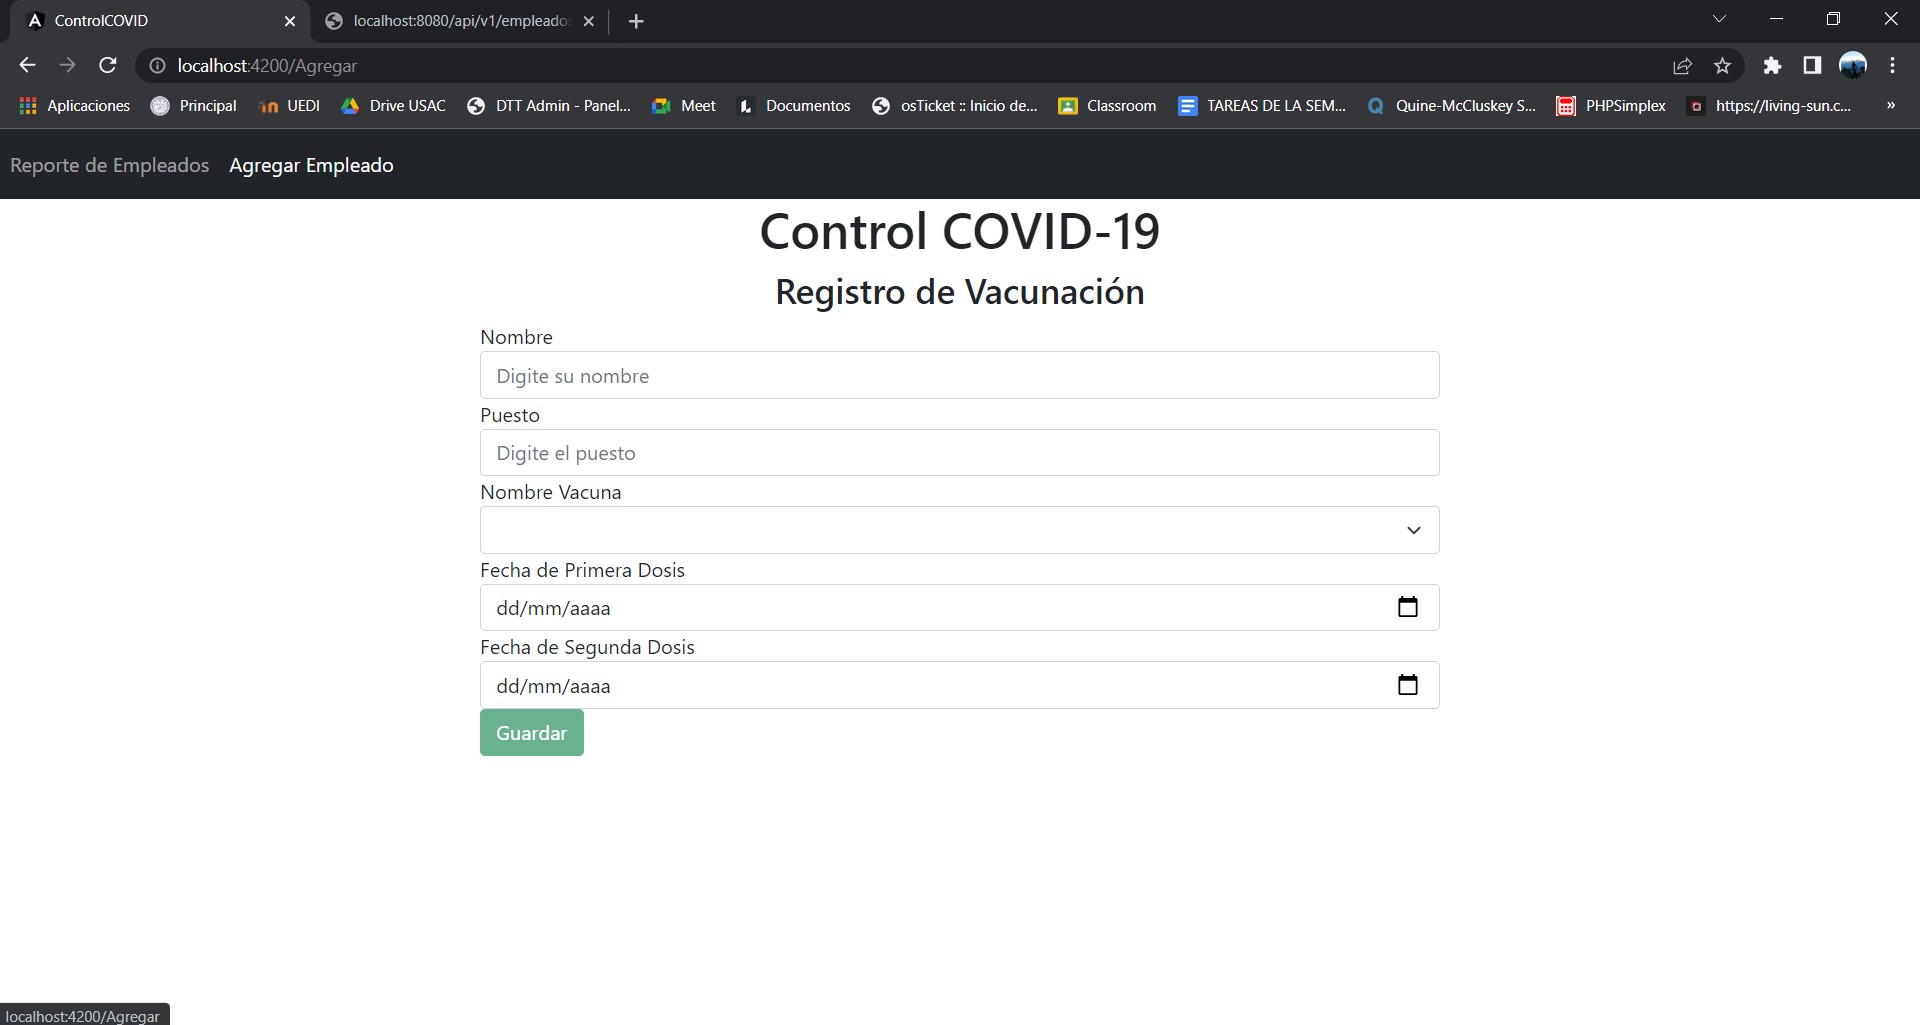 ControlCOVID
localhost:8080/api/v1/empleados
localhost:4200/Agregar
Aplicaciones Principal UEDI Drive USAC DTT Admin - Panel... Meet Documentos osTicket :: Inicio de... Classroom TAREAS DE LA SEM... Quine-McCluskey S... PHPSimplex https://living-sun.c... »
Reporte de Empleados Agregar Empleado
Control COVID-19
Registro de Vacunación
Nombre
Digite su nombre
Puesto
Digite el puesto
Nombre Vacuna
Fecha de Primera Dosis
dd/mm/aaaa
Fecha de Segunda Dosis
dd/mm/aaaa
Guardar
localhost:4200/Agregar